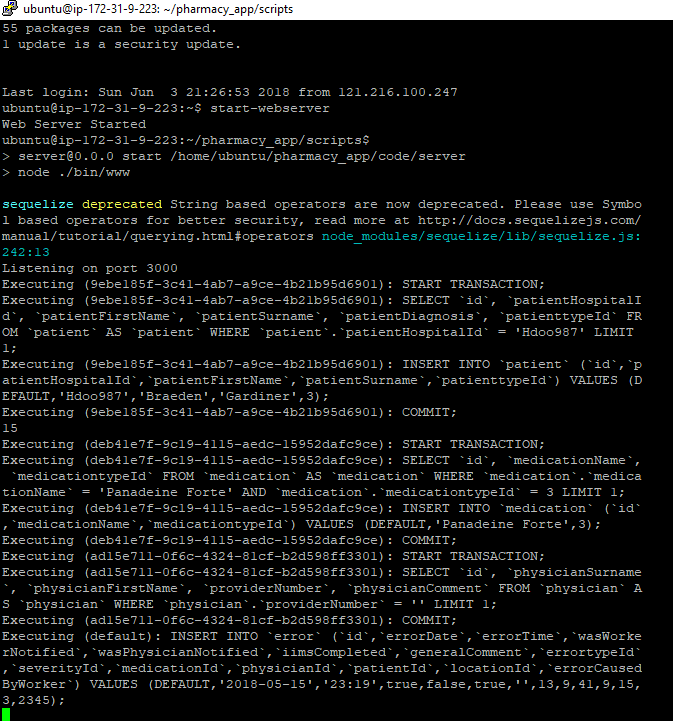 ubuntu@ip-172-31-9-223: ~/pharmacy_app/scripts
55 packages can be updated.
1 update is a security update.
Last login: Sun Jun  3 21:26:53 2018 from 121.216.100.247
ubuntu@ip-172-31-9-223:~$ start-webserver
Web Server Started
ubuntu@ip-172-31-9-223:~/pharmacy_app/scripts$
> server@0.0.0 start /home/ubuntu/pharmacy_app/code/server
> node ./bin/www
sequelize deprecated String based operators are now deprecated. Please use Symbo
l based operators for better security, read more at http://docs.sequelizejs.com/
manual/tutorial/querying.html#operators node_modules/sequelize/lib/sequelize.js:
242:13
Listening on port 3000
Executing (9ebe185f-3c41-4ab7-a9ce-4b21b95d6901): START TRANSACTION;
Executing (9ebe185f-3c41-4ab7-a9ce-4b21b95d6901): SELECT `id`, `patientHospitalI
d`, `patientFirstName`, `patientSurname`, `patientDiagnosis`, `patienttypeId` FR
OM `patient` AS `patient` WHERE `patient`.`patientHospitalId` = 'Hdoo987' LIMIT
1;
Executing (9ebe185f-3c41-4ab7-a9ce-4b21b95d6901): INSERT INTO `patient` (`id`,`p
atientHospitalId`,`patientFirstName`,`patientSurname`,`patienttypeId`) VALUES (D
EFAULT,'Hdoo987','Braeden','Gardiner',3);
Executing (9ebe185f-3c41-4ab7-a9ce-4b21b95d6901): COMMIT;
15
Executing (deb41e7f-9c19-4115-aedc-15952dafc9ce): START TRANSACTION;
Executing (deb41e7f-9c19-4115-aedc-15952dafc9ce): SELECT `id`, `medicationName`,
 `medicationtypeId` FROM `medication` AS `medication` WHERE `medication`.`medica
tionName` = 'Panadeine Forte' AND `medication`.`medicationtypeId` = 3 LIMIT 1;
Executing (deb41e7f-9c19-4115-aedc-15952dafc9ce): INSERT INTO `medication` (`id`
,`medicationName`,`medicationtypeId`) VALUES (DEFAULT,'Panadeine Forte',3);
Executing (deb41e7f-9c19-4115-aedc-15952dafc9ce): COMMIT;
Executing (ad15e711-0f6c-4324-81cf-b2d598ff3301): START TRANSACTION;
Executing (ad15e711-0f6c-4324-81cf-b2d598ff3301): SELECT `id`, `physicianSurname
`, `physicianFirstName`, `providerNumber`, `physicianComment` FROM `physician` A
S `physician` WHERE `physician`.`providerNumber` = '' LIMIT 1;
Executing (ad15e711-0f6c-4324-81cf-b2d598ff3301): COMMIT;
Executing (default): INSERT INTO `error` (`id`,`errorDate`,`errorTime`,`wasWorke
rNotified`,`wasPhysicianNotified`,`iimsCompleted`,`generalComment`,`errortypeId`
,`severityId`,`medicationId`,`physicianId`,`patientId`,`locationId`,`errorCaused
ByWorker`) VALUES (DEFAULT,'2018-05-15','23:19',true,false,true,'',13,9,41,9,15,
3,2345);